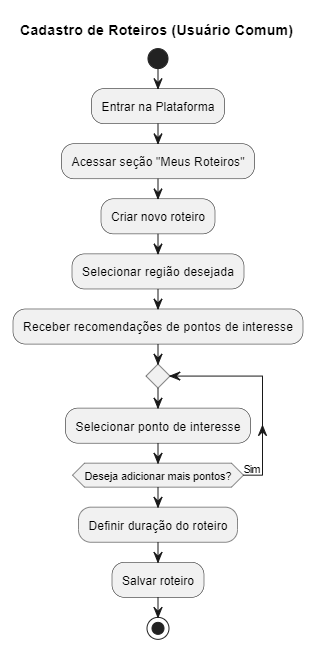 Cadastro de Roteiros (Usuário Comum)
Entrar na Plataforma
Acessar seção "Meus Roteiros"
Criar novo roteiro
Selecionar região desejada
Receber recomendações de pontos de interesse
Selecionar ponto de interesse
Deseja adicionar mais pontos?
Sim
Definir duração do roteiro
Salvar roteiro